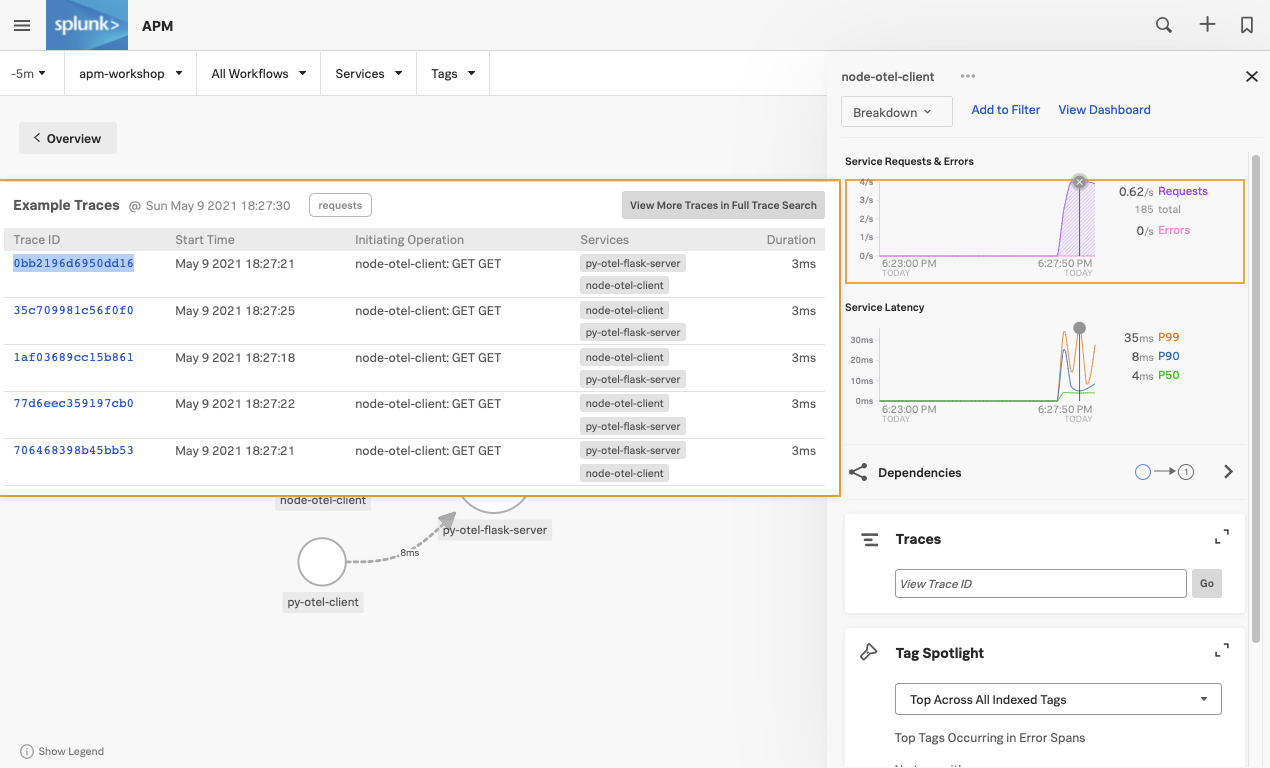 splunk> APM
-5m apm-workshop All Workflows Services Tags
node-otel-client
Breakdown Add to Filter View Dashboard
Overview
Service Requests & Errors
4/s
3/s
2/s
1/s
0/s
6:23:00 PM 6:27:50 PM
TODAY TODAY
0.62/s Requests
185 total
0/s Errors
Example Traces @ Sun May 9 2021 18:27:30 requests View More Traces in Full Trace Search
Trace ID Start Time Initiating Operation Services Duration
0bb2196d6950dd16 May 9 2021 18:27:21 node-otel-client: GET GET py-otel-flask-server 3ms
node-otel-client
35c709981c56f0f0 May 9 2021 18:27:25 node-otel-client: GET GET node-otel-client 3ms
py-otel-flask-server
1af03689cc15b861 May 9 2021 18:27:18 node-otel-client: GET GET node-otel-client 3ms
py-otel-flask-server
77d6eec359197cb0 May 9 2021 18:27:22 node-otel-client: GET GET node-otel-client 3ms
py-otel-flask-server
706468398b45bb53 May 9 2021 18:27:21 node-otel-client: GET GET py-otel-flask-server 3ms
node-otel-client
Service Latency
30ms
20ms
10ms
0ms
6:23:00 PM 6:27:50 PM
TODAY TODAY
35ms P99
8ms P90
4ms P50
Dependencies 1
node-otel-client
py-otel-flask-server
8ms
py-otel-client
Traces
View Trace ID Go
Tag Spotlight
Top Across All Indexed Tags
Top Tags Occurring in Error Spans
Show Legend